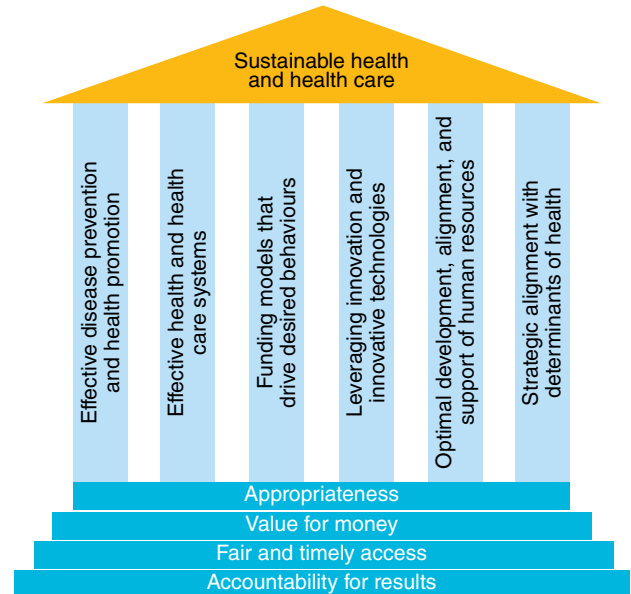 Sustainable health
and health care
Effective disease prevention
and health promotion
Effective health and health
care systems
Funding models that
drive desired behaviours
Leveraging innovation and
innovative technologies
Optimal development, alignment, and
support of human resources
Strategic alignment with
determinants of health
Appropriateness
Value for money
Fair and timely access
Accountability for results